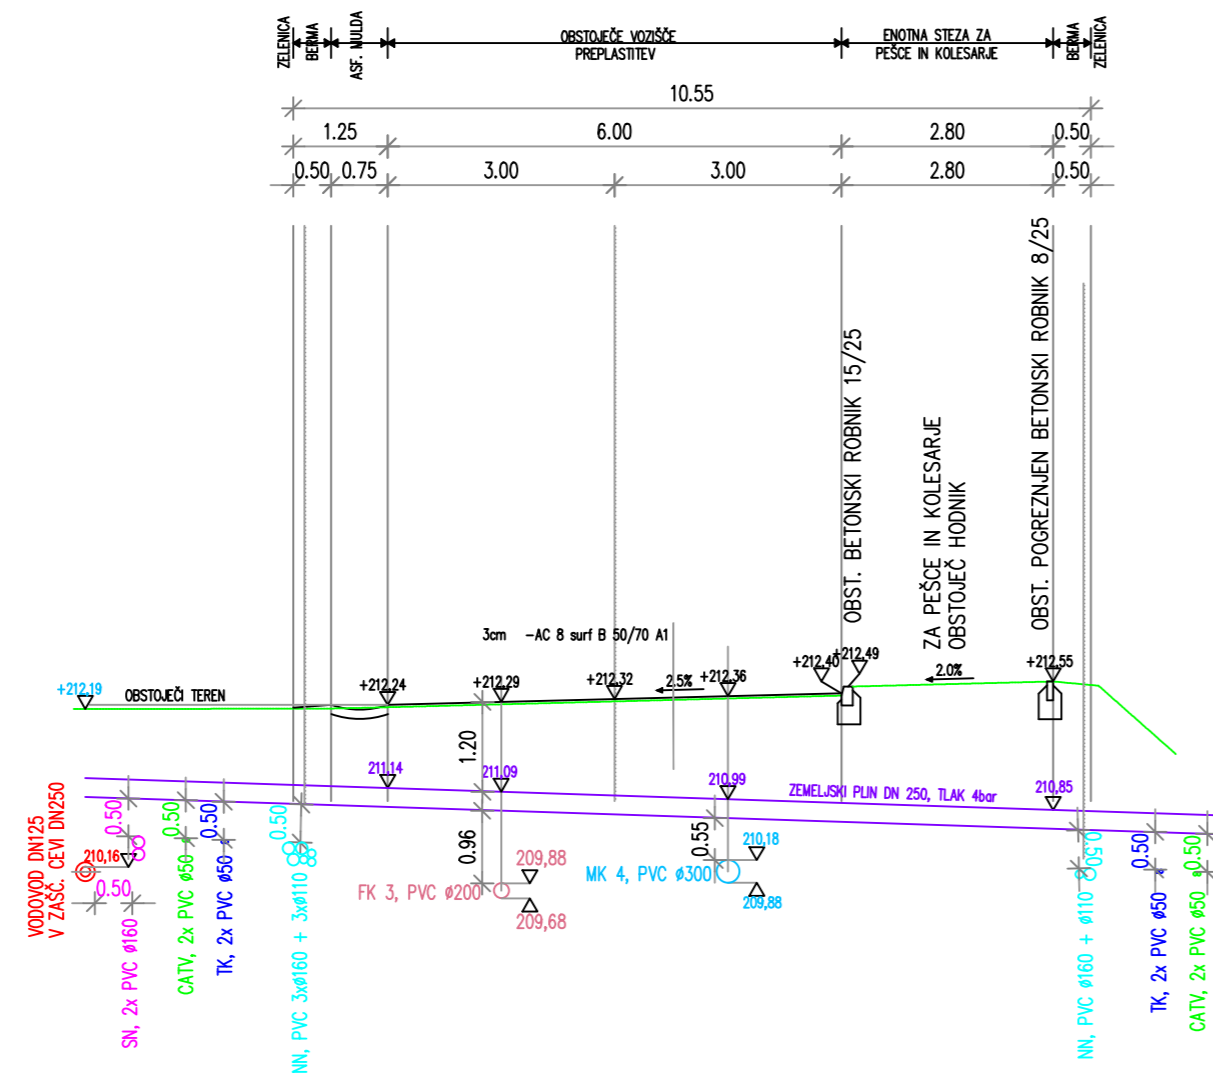 ZELENICA
BERMA
ASF. MULDA
OBSTOJEČE VOZIŠČE
PREPLASTITEV
ENOTNA STEZA ZA
PEŠCE IN KOLESARJE
BERMA
ZELENICA
10.55
1.25
6.00
2.80
0.50
0.50
0.75
3.00
3.00
2.80
0.50
OBST. BETONSKI ROBNIK 15/25
ZA PEŠCE IN KOLESARJE
OBSTOJEČ HODNIK
OBST. POGREZNJEN BETONSKI ROBNIK 8/25
3cm -AC 8 surf B 50/70 A1
+212,19
OBSTOJEČI TEREN
+212,24
+212,29
+212,32
2.5%
+212,36
+212,40
+212,49
2.0%
+212,55
1.20
211,14
211,09
210,99
ZEMELJSKI PLIN DN 250, TLAK 4bar
210,85
VODOVOD DN125
V ZAŠČ. CEVI DN250
210,16
0.50
0.50
SN, 2x PVC ø160
0.50
CATV, 2x PVC ø50
0.50
TK, 2x PVC ø50
0.50
NN, PVC 3xø160 + 3xø110
0.96
FK 3, PVC ø200
209,88
209,68
0.55
MK 4, PVC ø300
210,18
209,88
0.50
NN, PVC ø160 + ø110
0.50
TK, 2x PVC ø50
0.50
CATV, 2x PVC ø50